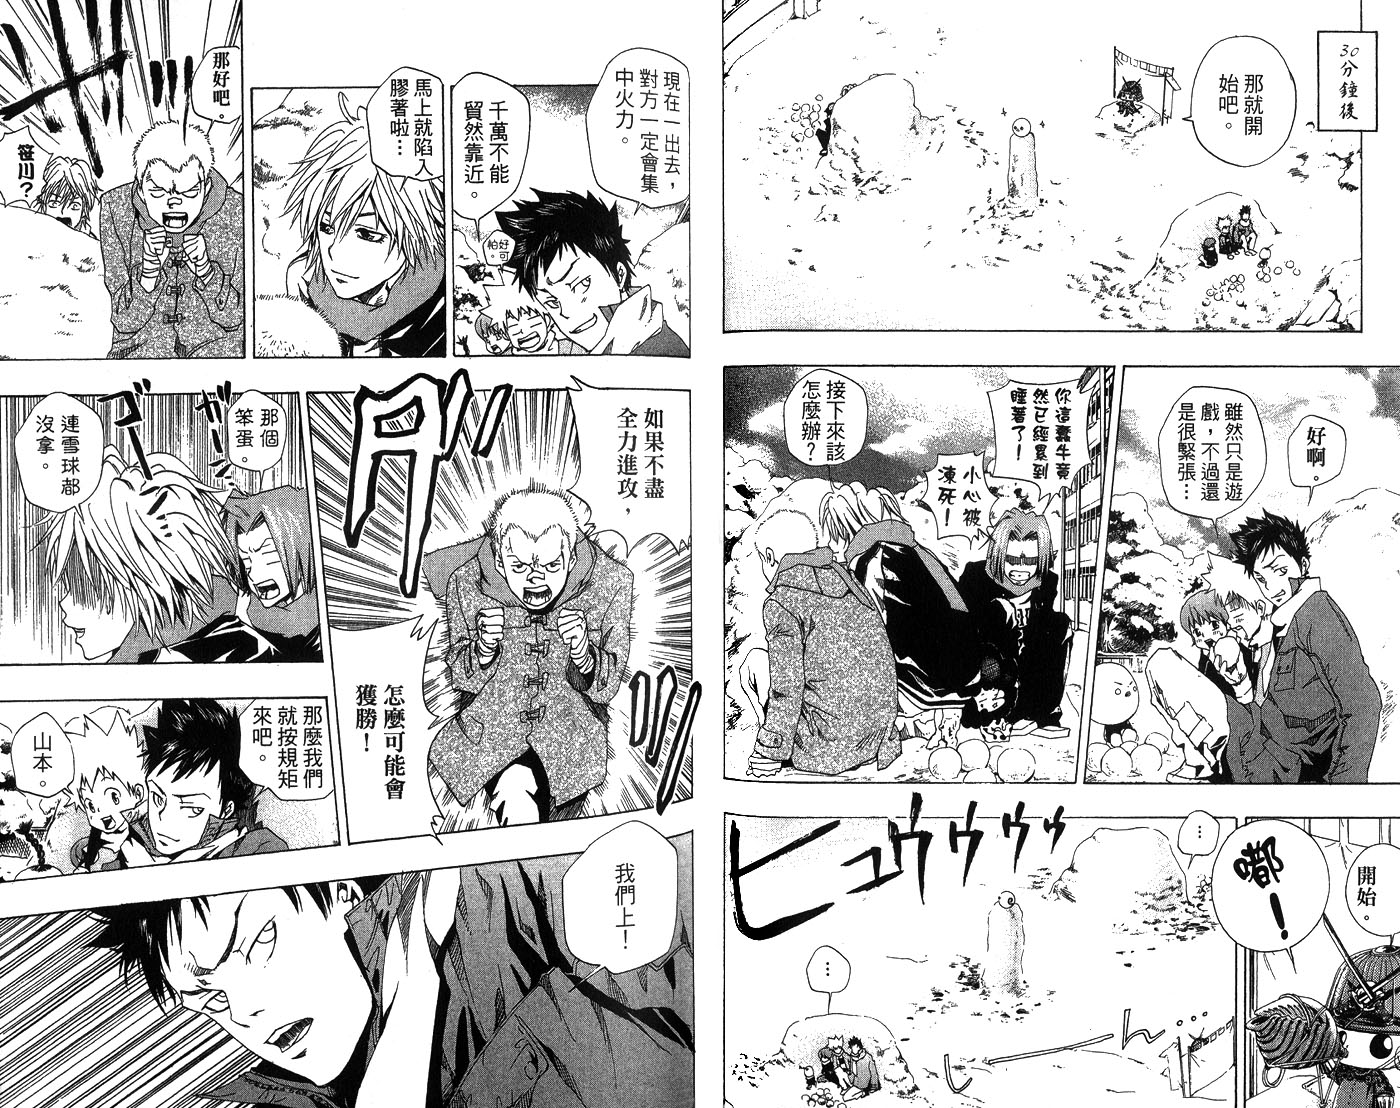 30分鐘後
那就開
始吧。
好啊。
雖然只是遊
戲，不過還
是很緊張…
你這蠢牛竟
然已經累到
睡著了！
小心被
凍死！
接下來該
怎麼辦？
開始。
嘟！
…
…
ヒュウウウゥゥ
ヒーーーん…
現在一出去，
對方一定會集
中火力。
千萬不能
貿然靠近。
好可
怕
馬上就陷入
膠著啦…
那好吧。
笹川？
如果不盡
全力進攻，
怎麼可能會
獲勝！
那個
笨蛋。
連雪球都
沒拿。
那麼我們
就按規矩
來吧。
山本。
我們上！